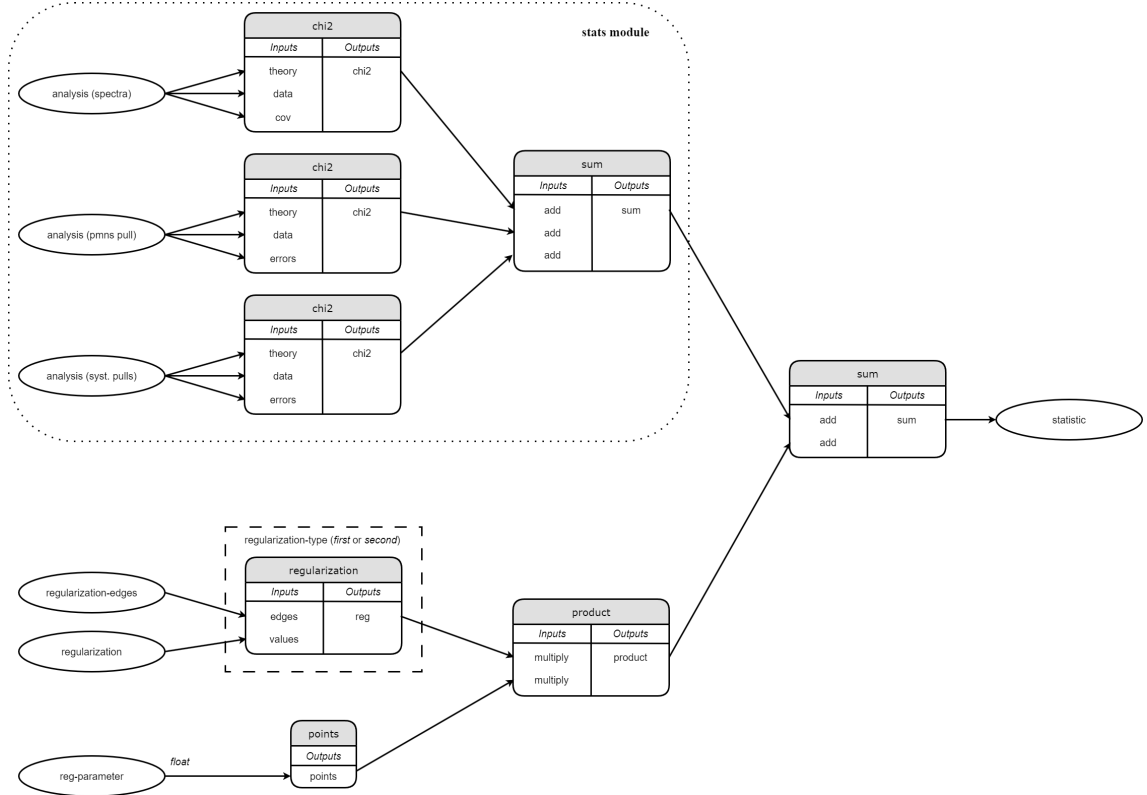 stats module
chi2
Inputs Outputs
theory chi2
data
cov
analysis (spectra)
chi2
Inputs Outputs
theory chi2
data
errors
analysis (pmns pull)
chi2
Inputs Outputs
theory chi2
data
errors
analysis (syst. pulls)
sum
Inputs Outputs
add sum
add
add
sum
Inputs Outputs
add sum
add
statistic
regularization-type (first or second)
regularization
Inputs Outputs
edges reg
values
regularization-edges
regularization
product
Inputs Outputs
multiply product
multiply
points
Outputs
points
float
reg-parameter